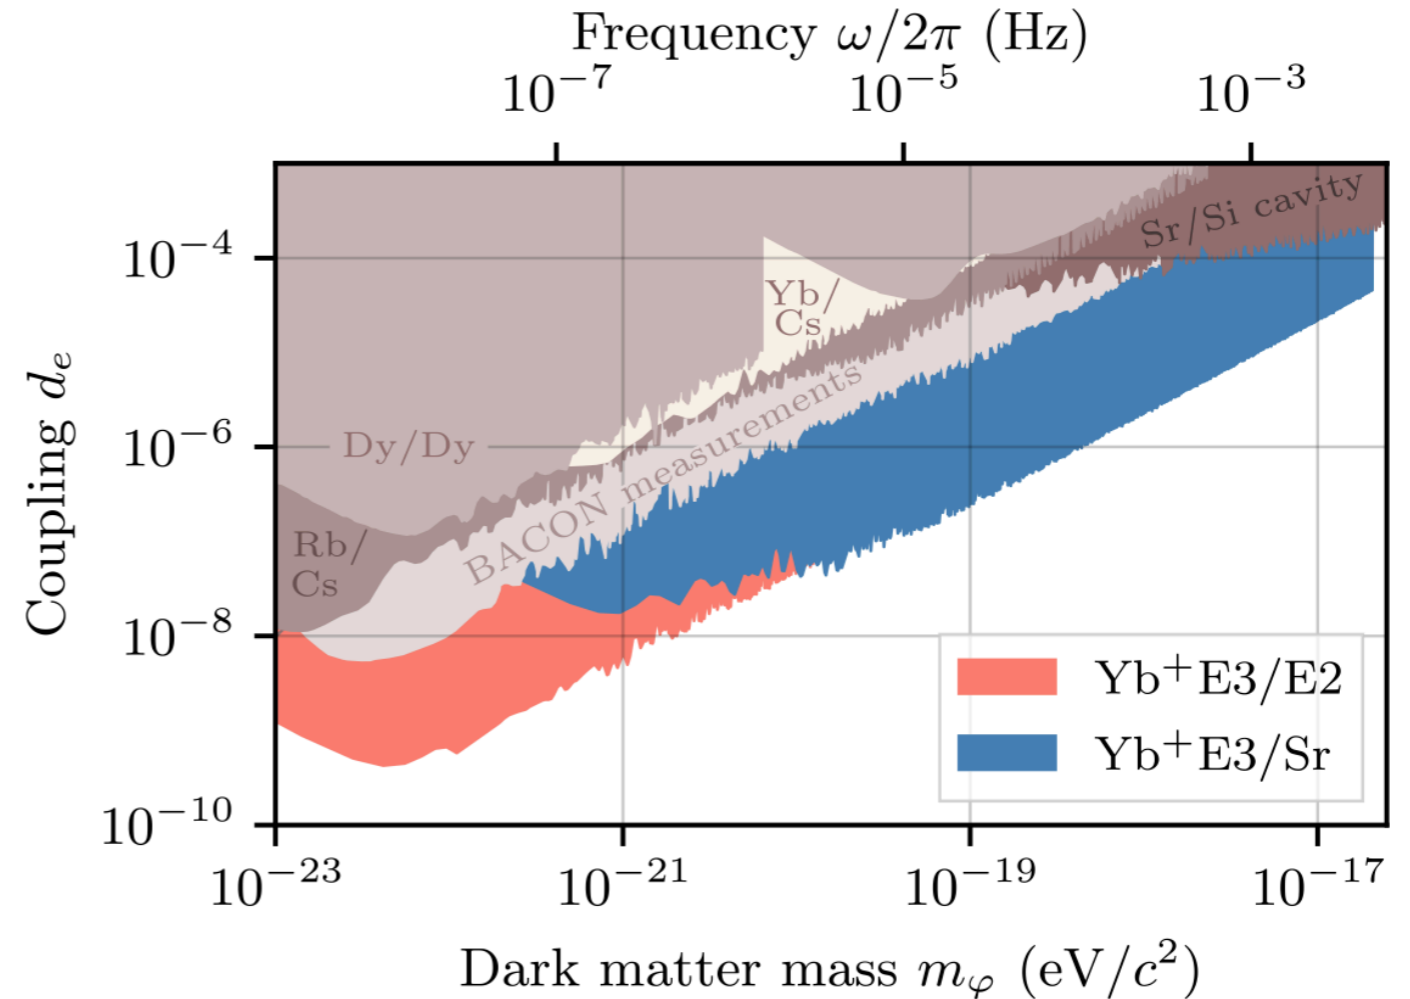 Frequency ω/2π (Hz)
10⁻⁷ 10⁻⁵ 10⁻³
Coupling dₑ
10⁻⁴
10⁻⁶
10⁻⁸
10⁻¹⁰
Sr/Si cavity
Yb/
Cs
Dy/Dy
BACON measurements
Rb/
Cs
Yb⁺E3/E2
Yb⁺E3/Sr
10⁻²³ 10⁻²¹ 10⁻¹⁹ 10⁻¹⁷
Dark matter mass mᵩ (eV/c²)